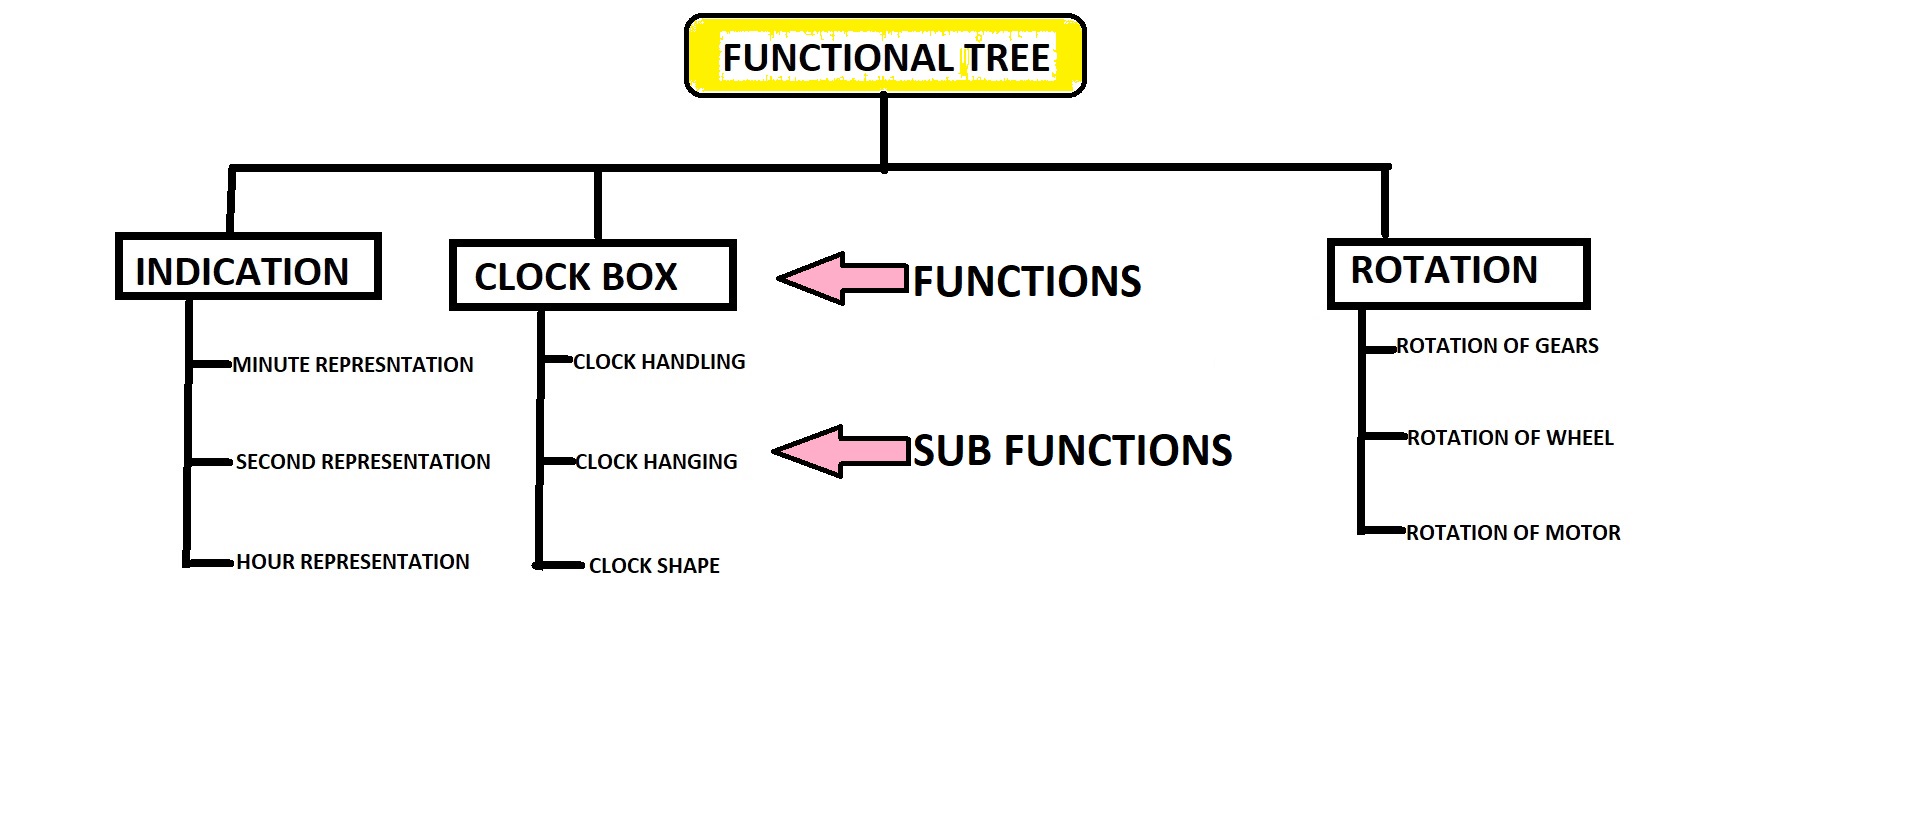 FUNCTIONAL TREE
INDICATION
CLOCK BOX
FUNCTIONS
ROTATION
MINUTE REPRESNTATION
SECOND REPRESENTATION
HOUR REPRESENTATION
CLOCK HANDLING
CLOCK HANGING
CLOCK SHAPE
SUB FUNCTIONS
ROTATION OF GEARS
ROTATION OF WHEEL
ROTATION OF MOTOR